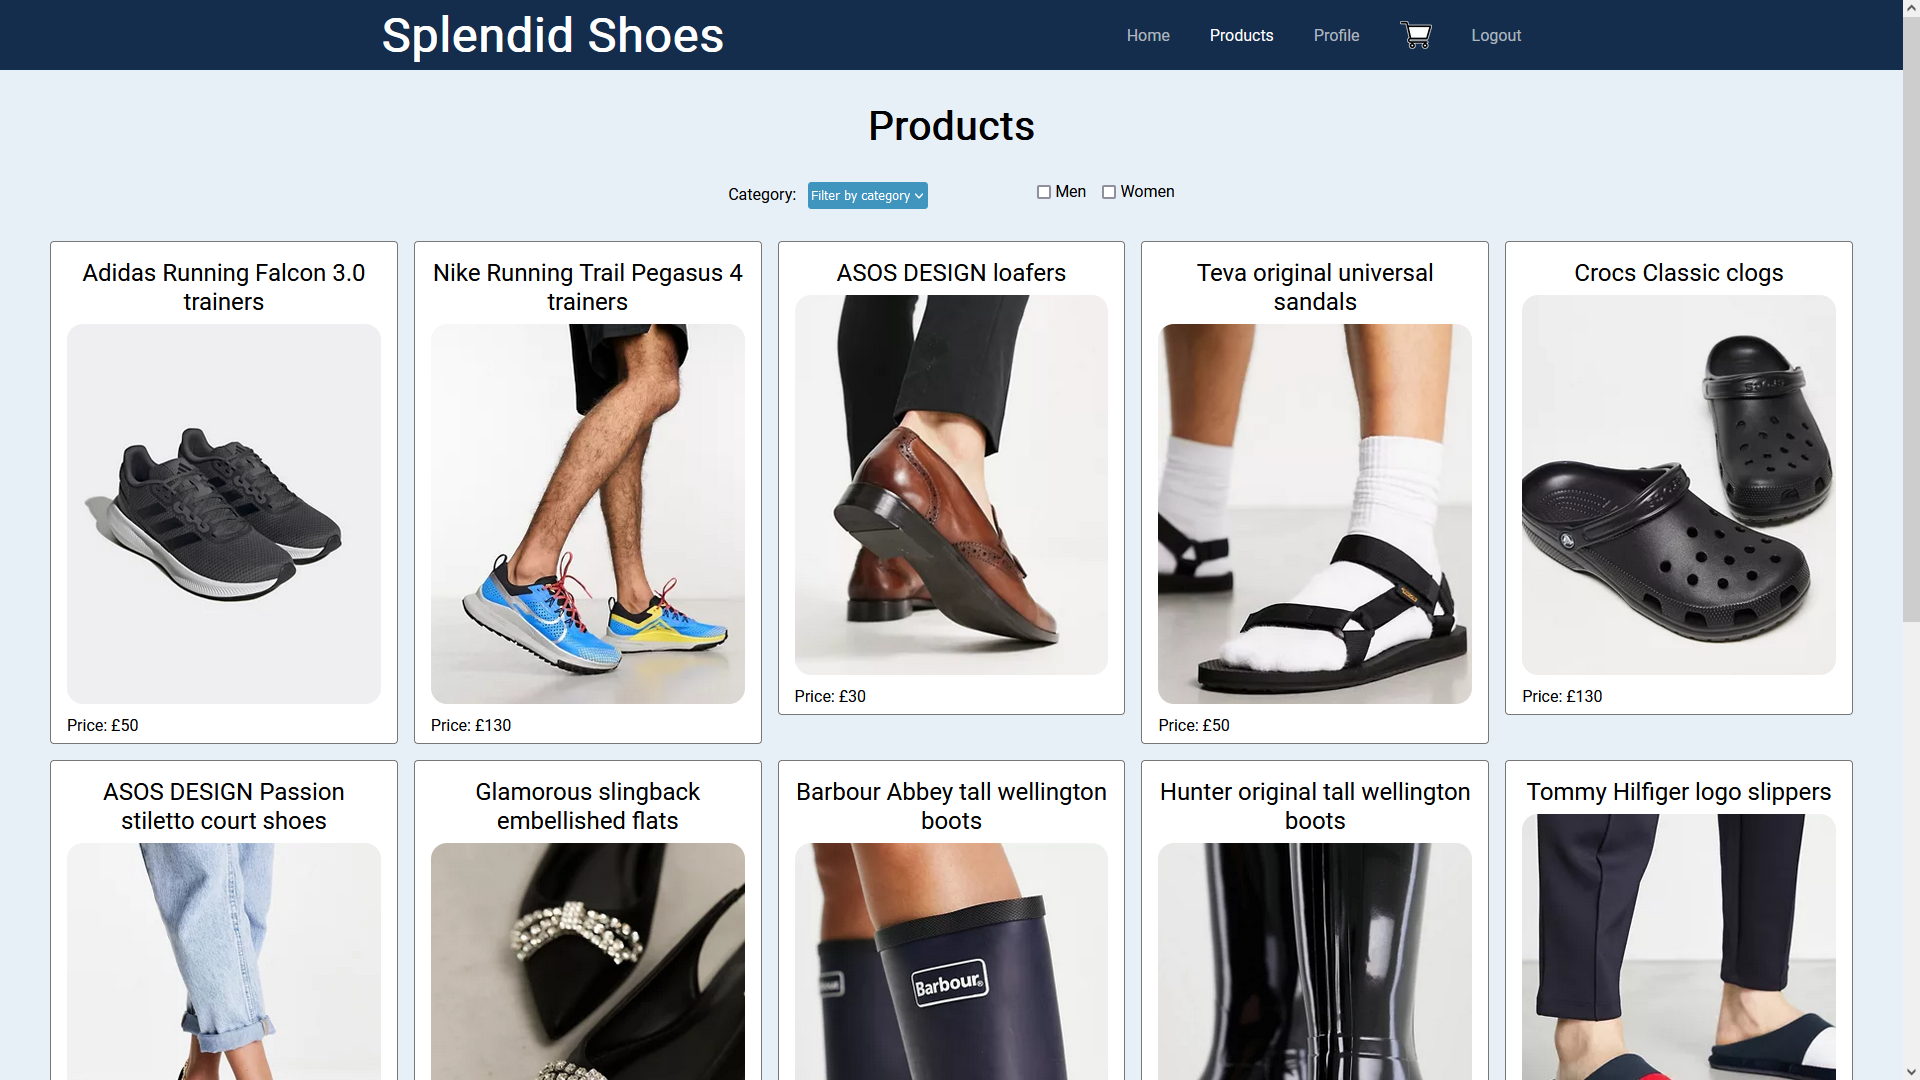 Splendid Shoes
Home
Products
Profile
Logout
Products
Category:
Filter by category
Men
Women
Adidas Running Falcon 3.0
trainers
Price: £50
Nike Running Trail Pegasus 4
trainers
Price: £130
ASOS DESIGN loafers
Price: £30
Teva original universal
sandals
Price: £50
Crocs Classic clogs
Price: £130
ASOS DESIGN Passion
stiletto court shoes
Glamorous slingback
embellished flats
Barbour Abbey tall wellington
boots
Barbour®
Hunter original tall wellington
boots
Tommy Hilfiger logo slippers